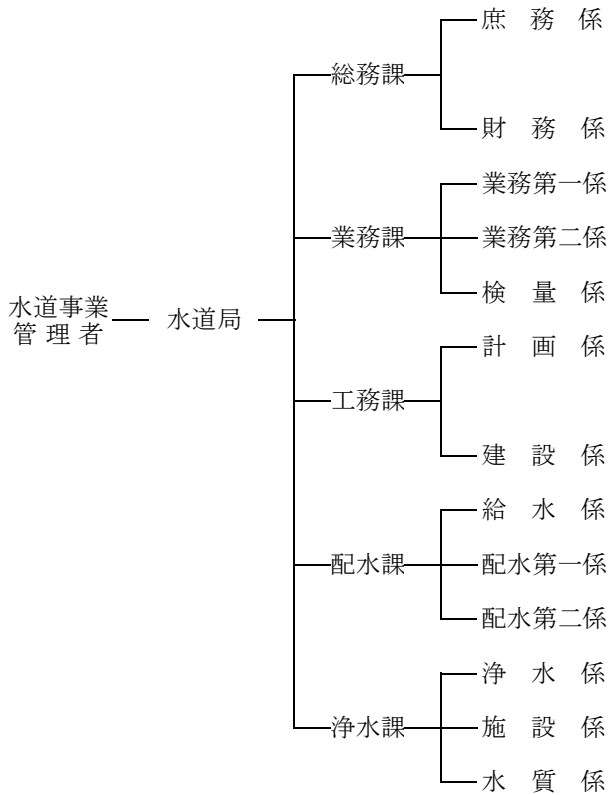 水道事業
管理者
水道局
総務課
庶務係
財務係
業務課
業務第一係
業務第二係
検量係
工務課
計画係
建設係
配水課
給水係
配水第一係
配水第二係
浄水課
浄水係
施設係
水質係